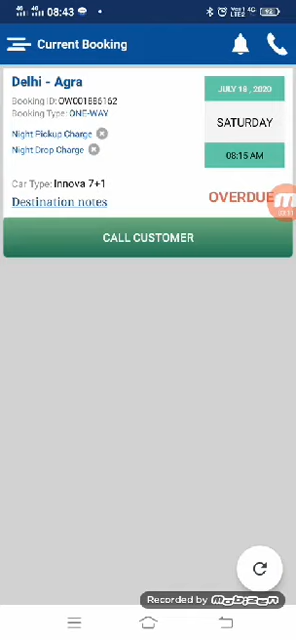 08:43
Current Booking
Delhi - Agra
Booking ID: OW001886162
Booking Type: ONE-WAY
Night Pickup Charge
Night Drop Charge
Car Type: Innova 7+1
Destination notes
JULY 18 , 2020
SATURDAY
08:15 AM
OVERDUE
CALL CUSTOMER
Recorded by Mobizen